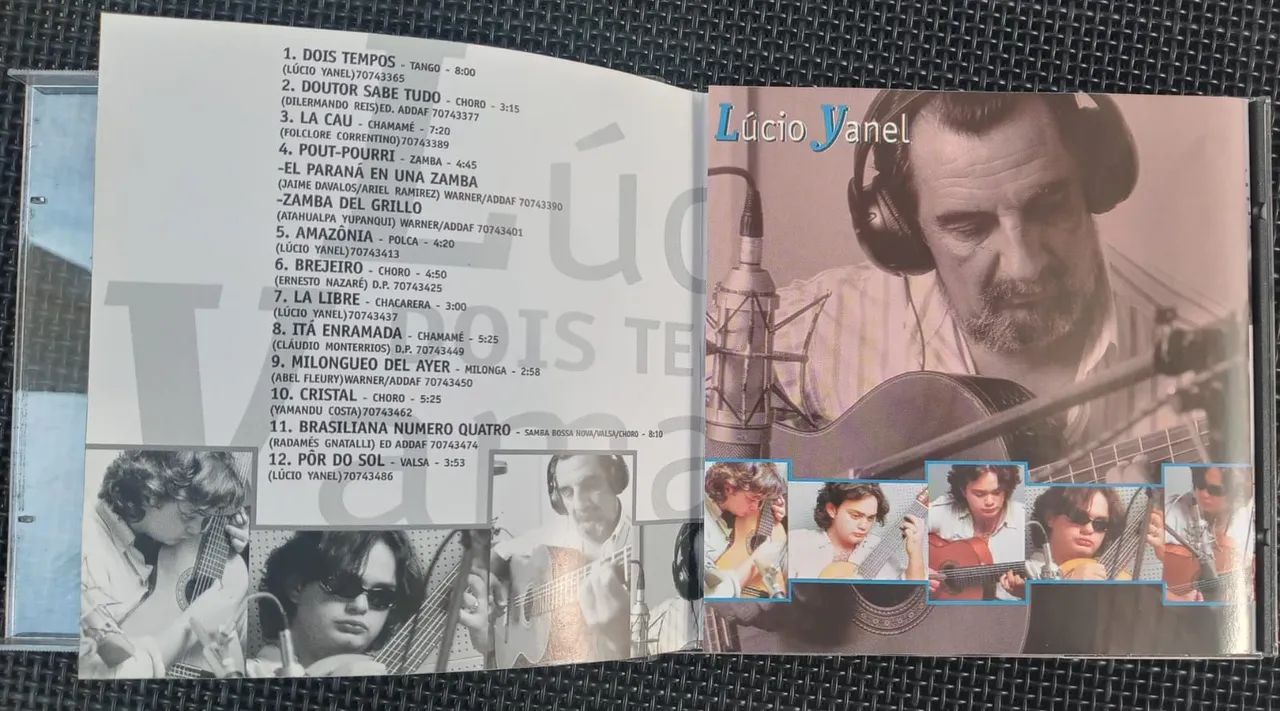 1. DOIS TEMPOS - TANGO - 8:00
(LÚCIO YANEL)70743365
2. DOUTOR SABE TUDO - CHORO - 3:15
(DILERMANDO REIS)ED. ADDAF 70743377
3. LA CAU - CHAMAMÉ - 7:20
(FOLCLORE CORRENTINO)70743389
4. POUT-POURRI - ZAMBA - 4:45
-EL PARANÁ EN UNA ZAMBA
(JAIME DAVALOS/ARIEL RAMIREZ) WARNER/ADDAF 70743390
-ZAMBA DEL GRILLO
(ATAHUALPA YUPANQUI) WARNER/ADDAF 70743401
5. AMAZÔNIA - POLCA - 4:20
(LÚCIO YANEL)70743413
6. BREJEIRO - CHORO - 4:50
(ERNESTO NAZARÉ) D.P. 70743425
7. LA LIBRE - CHACARERA - 3:00
(LÚCIO YANEL)70743437
8. ITÁ ENRAMADA - CHAMAMÉ - 5:25
(CLÁUDIO MONTERRIOS) D.P. 70743449
9. MILONGUEO DEL AYER - MILONGA - 2:58
(ABEL FLEURY)WARNER/ADDAF 70743450
10. CRISTAL - CHORO - 5:25
(YAMANDU COSTA)70743462
11. BRASILIANA NUMERO QUATRO - SAMBA BOSSA NOVA/VALSA/CHORO - 8:10
(RADAMÉS GNATALLI) ED ADDAF 70743474
12. PÔR DO SOL - VALSA - 3:53
(LÚCIO YANEL)70743486
Lúc
DOIS TE
Yama
Lúcio Yanel